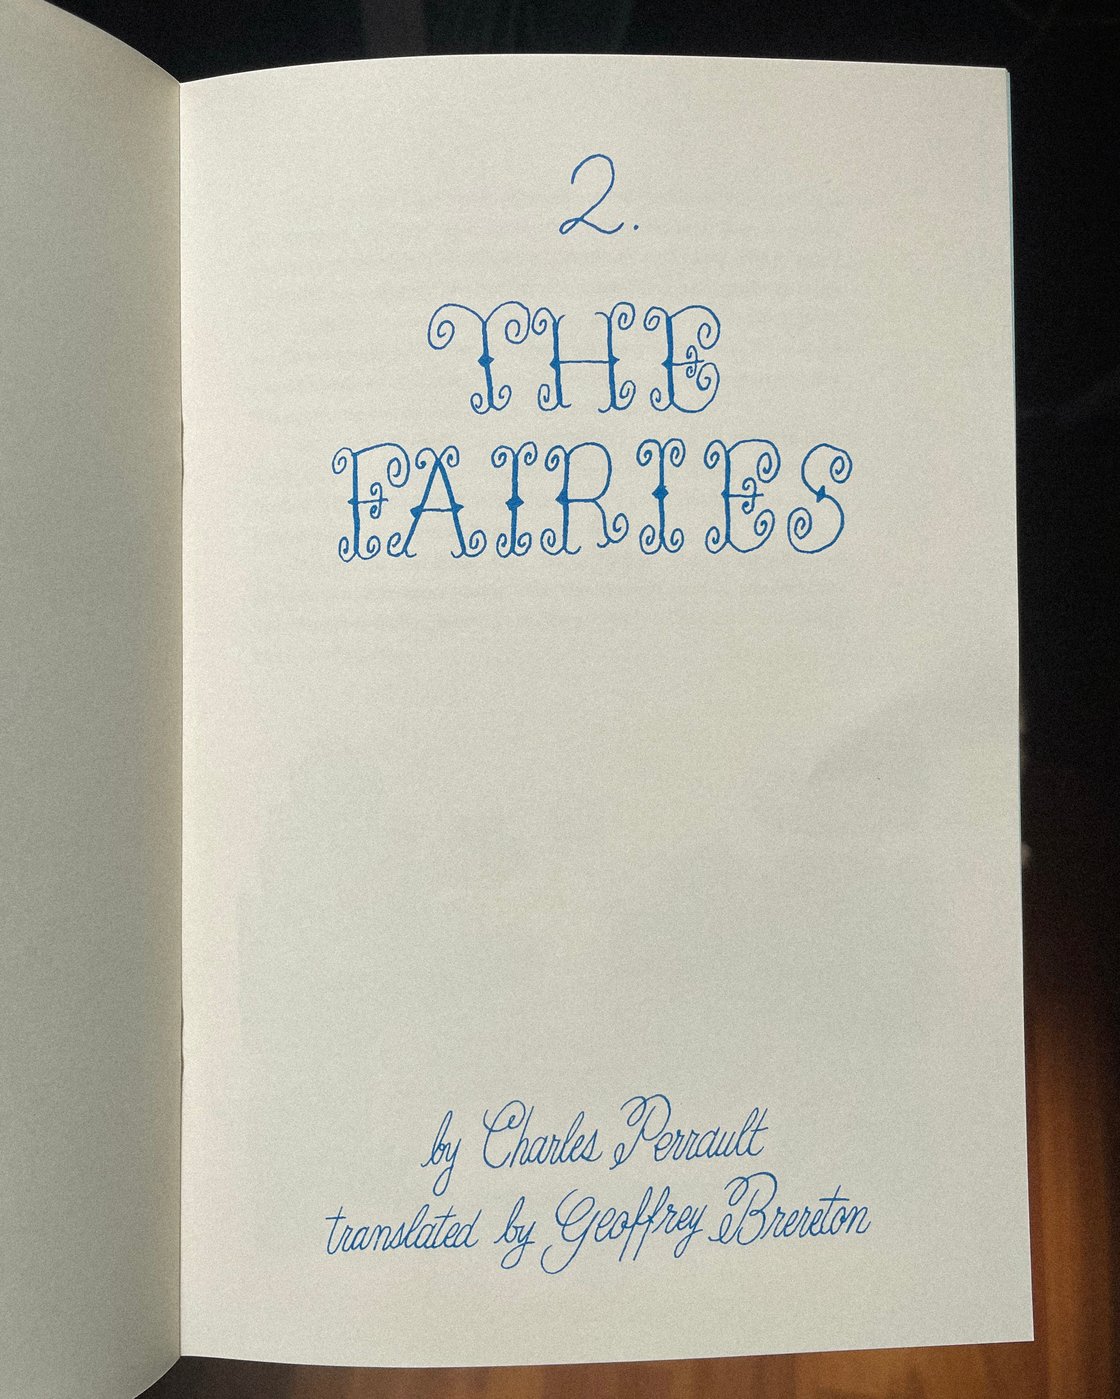 2.
THE
FAIRIES
by Charles Perrault
translated by Geoffrey Brereton